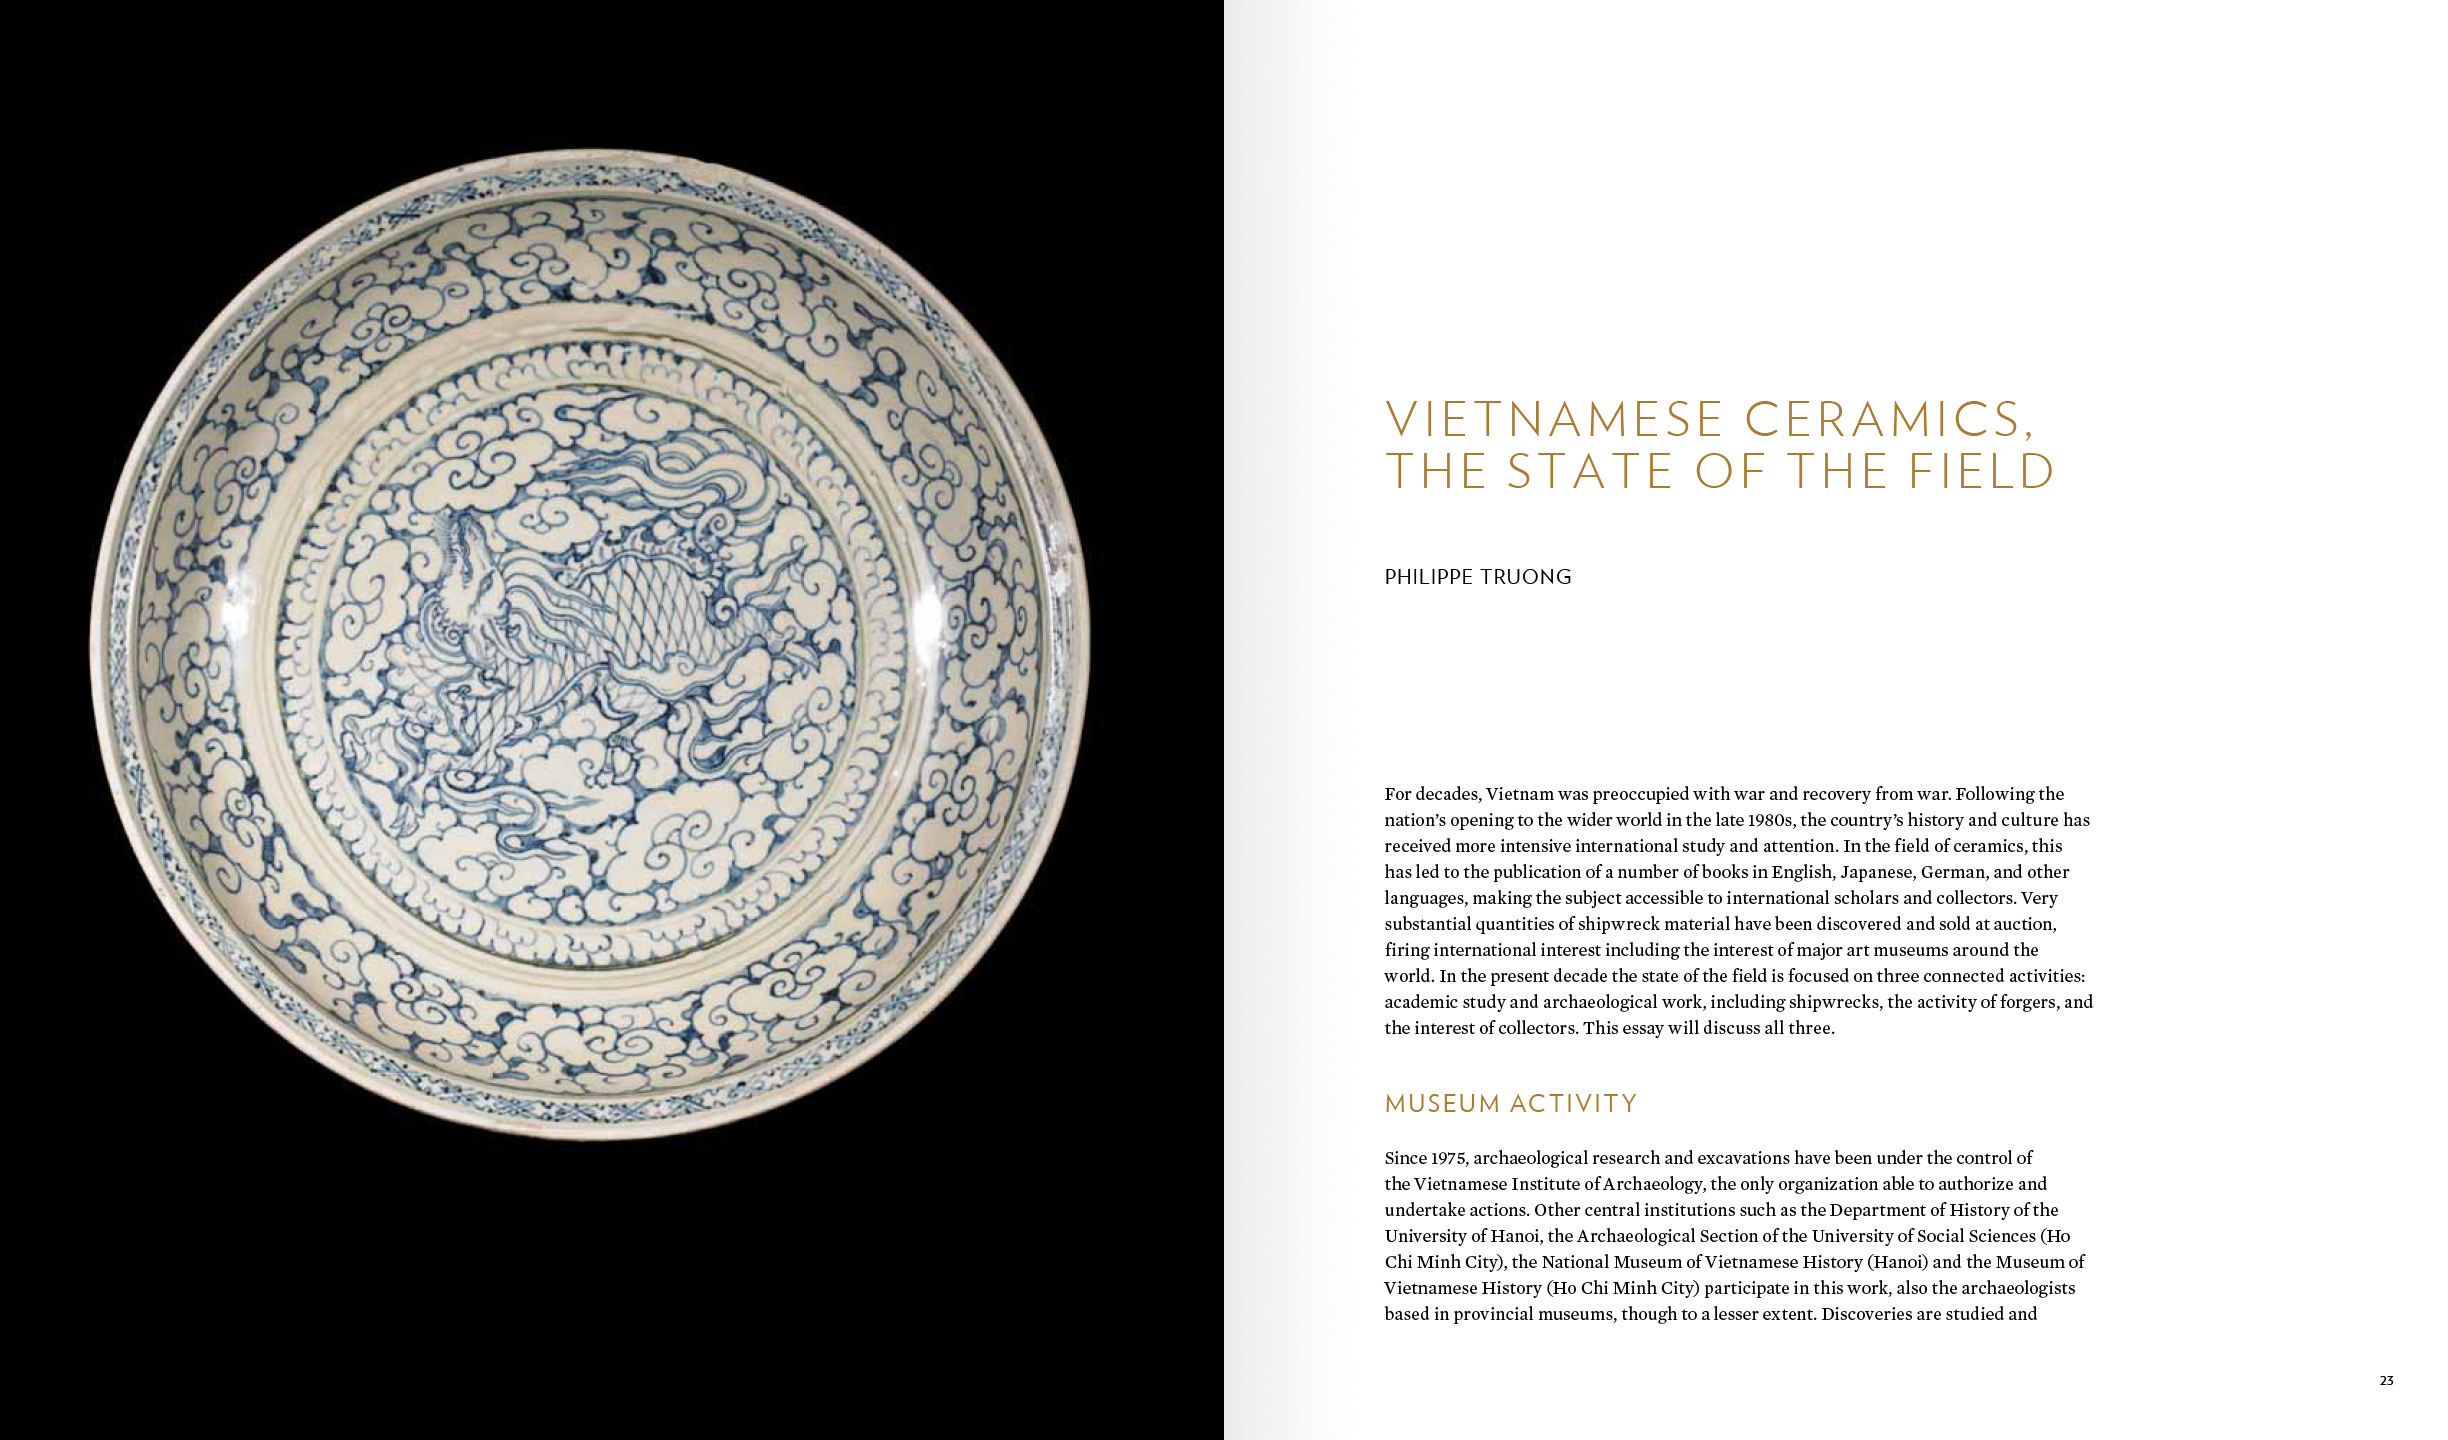 VIETNAMESE CERAMICS,
THE STATE OF THE FIELD
PHILIPPE TRUONG
For decades, Vietnam was preoccupied with war and recovery from war. Following the
nation’s opening to the wider world in the late 1980s, the country’s history and culture has
received more intensive international study and attention. In the field of ceramics, this
has led to the publication of a number of books in English, Japanese, German, and other
languages, making the subject accessible to international scholars and collectors. Very
substantial quantities of shipwreck material have been discovered and sold at auction,
firing international interest including the interest of major art museums around the
world. In the present decade the state of the field is focused on three connected activities:
academic study and archaeological work, including shipwrecks, the activity of forgers, and
the interest of collectors. This essay will discuss all three.
MUSEUM ACTIVITY
Since 1975, archaeological research and excavations have been under the control of
the Vietnamese Institute of Archaeology, the only organization able to authorize and
undertake actions. Other central institutions such as the Department of History of the
University of Hanoi, the Archaeological Section of the University of Social Sciences (Ho
Chi Minh City), the National Museum of Vietnamese History (Hanoi) and the Museum of
Vietnamese History (Ho Chi Minh City) participate in this work, also the archaeologists
based in provincial museums, though to a lesser extent. Discoveries are studied and
23